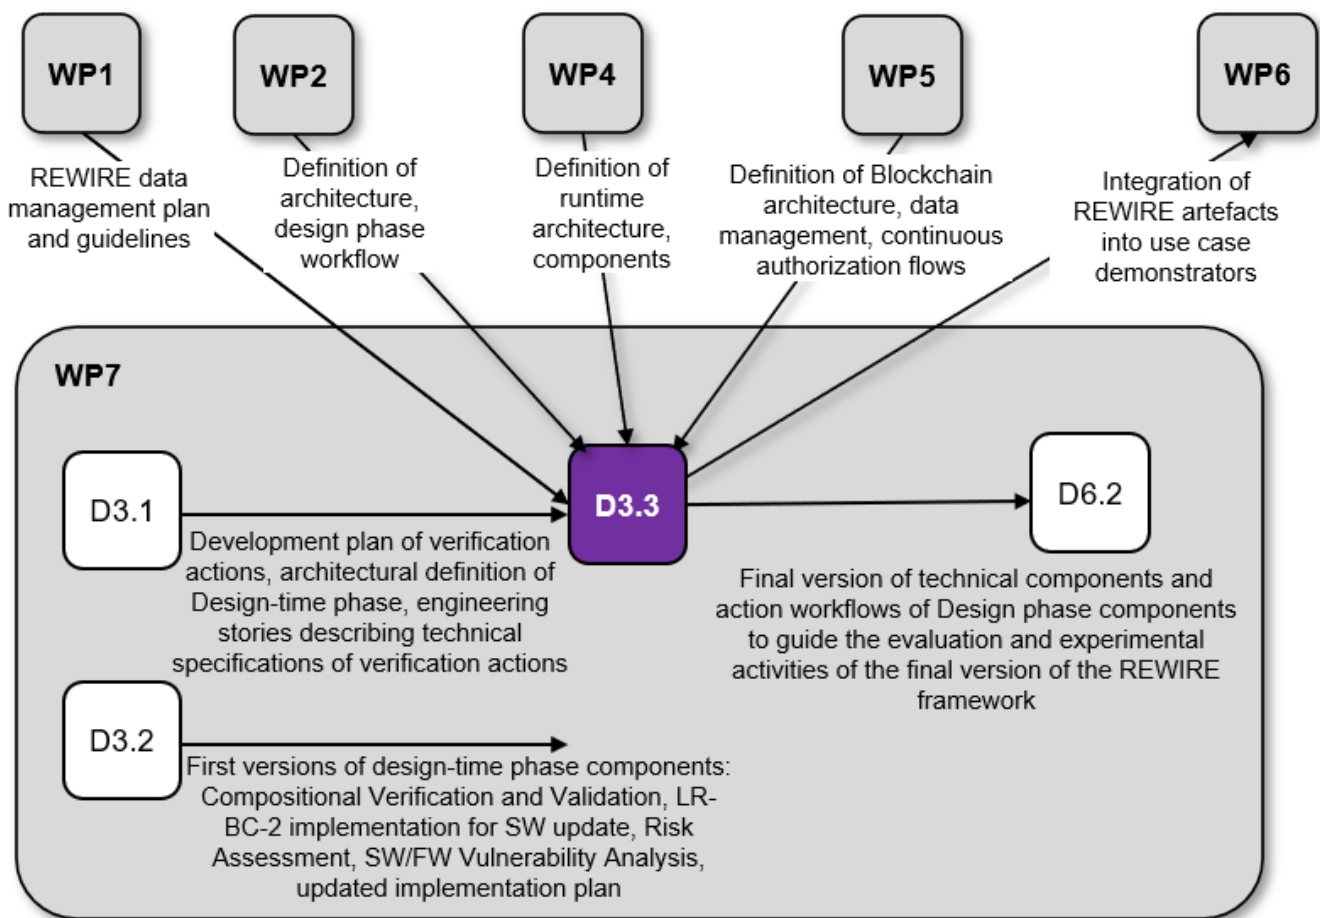 WP1
WP2
WP4
WP5
WP6
REWIRE data
management plan
and guidelines
Definition of
architecture,
design phase
workflow
Definition of
runtime
architecture,
components
Definition of Blockchain
architecture, data
management, continuous
authorization flows
Integration of
REWIRE artefacts
into use case
demonstrators
WP7
D3.1
D3.3
D6.2
Development plan of verification
actions, architectural definition of
Design-time phase, engineering
stories describing technical
specifications of verification actions
Final version of technical components and
action workflows of Design phase components
to guide the evaluation and experimental
activities of the final version of the REWIRE
framework
D3.2
First versions of design-time phase components:
Compositional Verification and Validation, LR-
BC-2 implementation for SW update, Risk
Assessment, SW/FW Vulnerability Analysis,
updated implementation plan